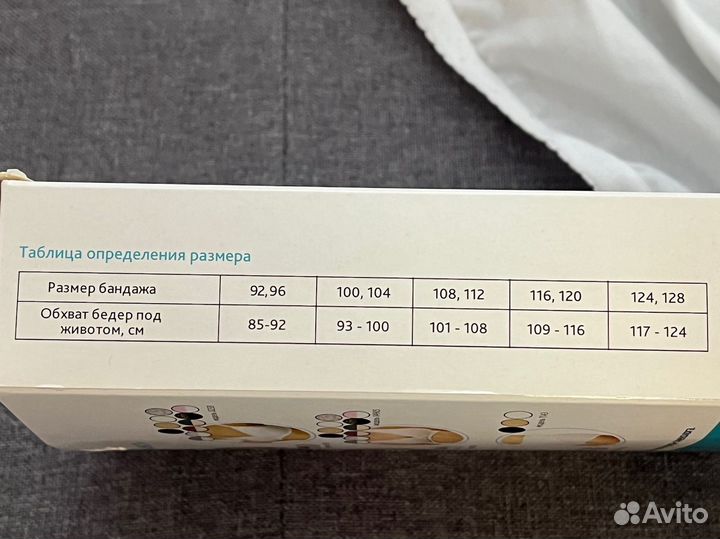 Таблица определения размера
Размер бандажа 92,96 100, 104 108, 112 116, 120 124, 128
Обхват бедер под животом, см 85-92 93 - 100 101 - 108 109 - 116 117 - 124
Avito